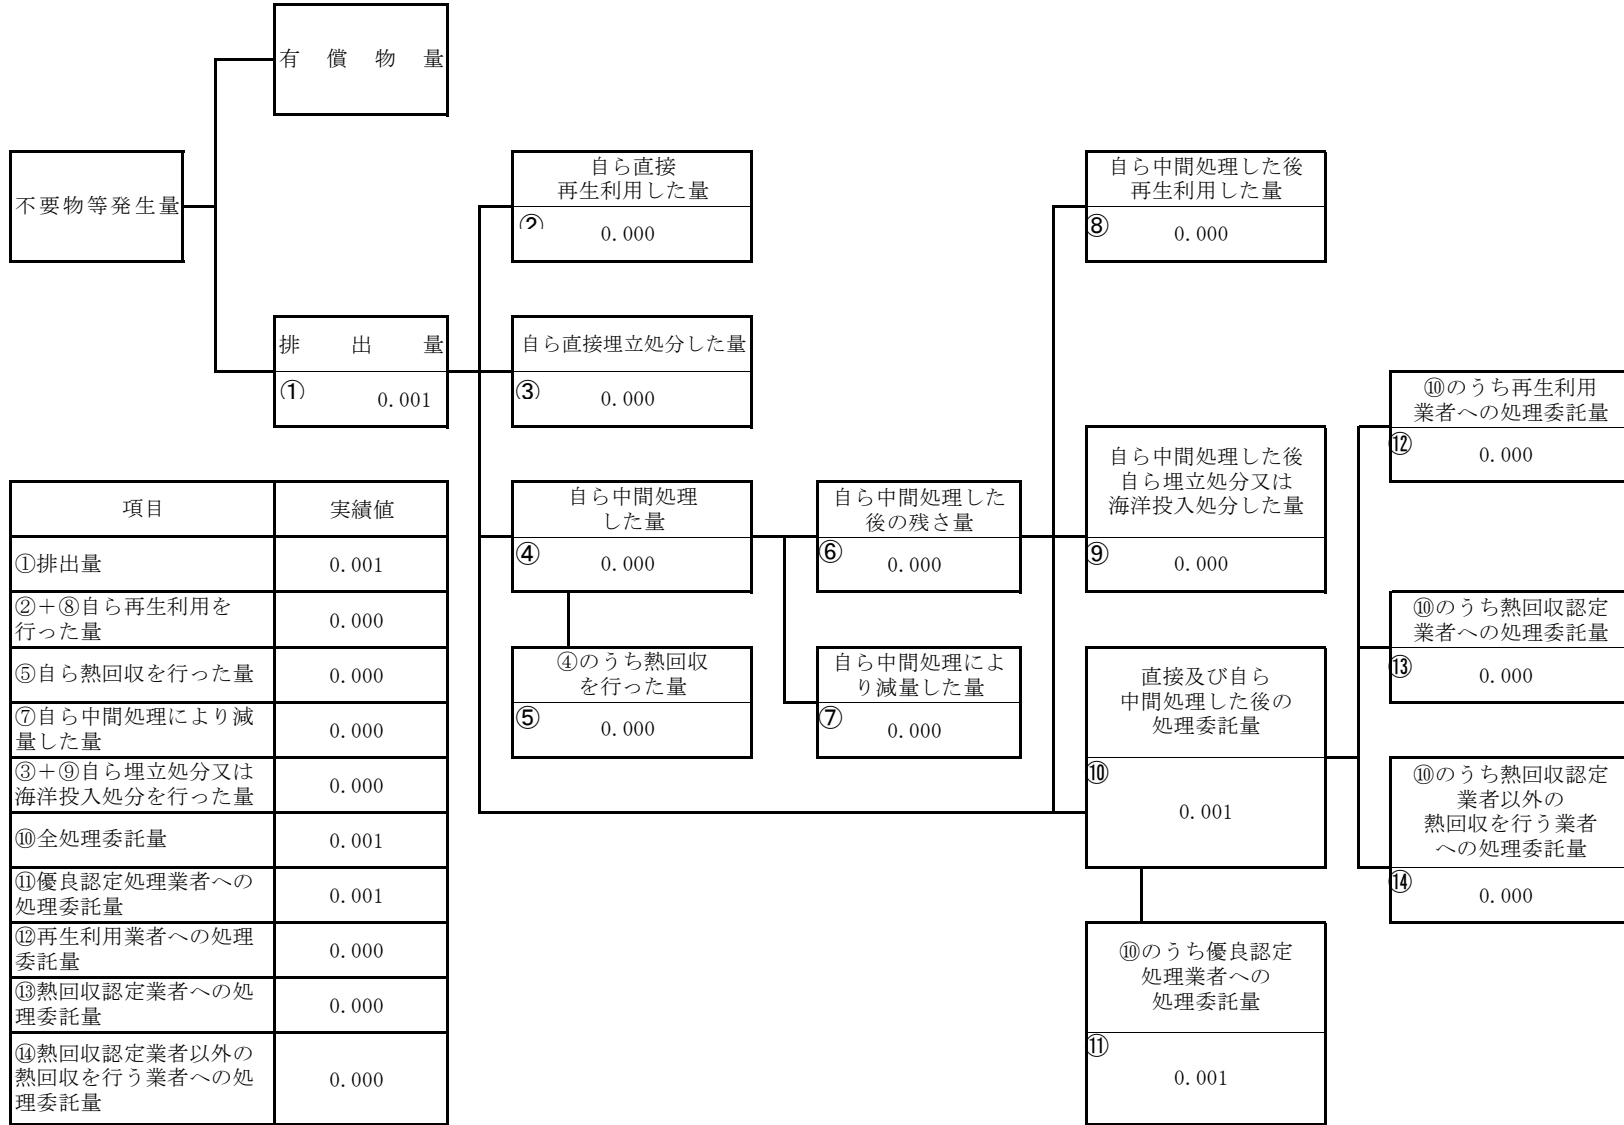 有償物量
不要物等発生量
自ら直接
再生利用した量
② 0.000
自ら中間処理した後
再生利用した量
⑧ 0.000
排出量
① 0.001
自ら直接埋立処分した量
③ 0.000
⑩のうち再生利用
業者への処理委託量
⑫ 0.000
自ら中間処理
した量
④ 0.000
自ら中間処理した
後の残さ量
⑥ 0.000
自ら中間処理した後
自ら埋立処分又は
海洋投入処分した量
⑨ 0.000
④のうち熱回収
を行った量
⑤ 0.000
自ら中間処理によ
り減量した量
⑦ 0.000
直接及び自ら
中間処理した後の
処理委託量
⑩ 0.001
⑩のうち熱回収認定
業者への処理委託量
⑬ 0.000
⑩のうち熱回収認定
業者以外の
熱回収を行う業者
への処理委託量
⑭ 0.000
⑩のうち優良認定
処理業者への
処理委託量
⑪ 0.001
項目 実績値
①排出量 0.001
②+⑧自ら再生利用を
行った量 0.000
⑤自ら熱回収を行った量 0.000
⑦自ら中間処理により減
量した量 0.000
③+⑨自ら埋立処分又は
海洋投入処分を行った量 0.000
⑩全処理委託量 0.001
⑪優良認定処理業者への
処理委託量 0.001
⑫再生利用業者への処理
委託量 0.000
⑬熱回収認定業者への処
理委託量 0.000
⑭熱回収認定業者以外の
熱回収を行う業者への処
理委託量 0.000